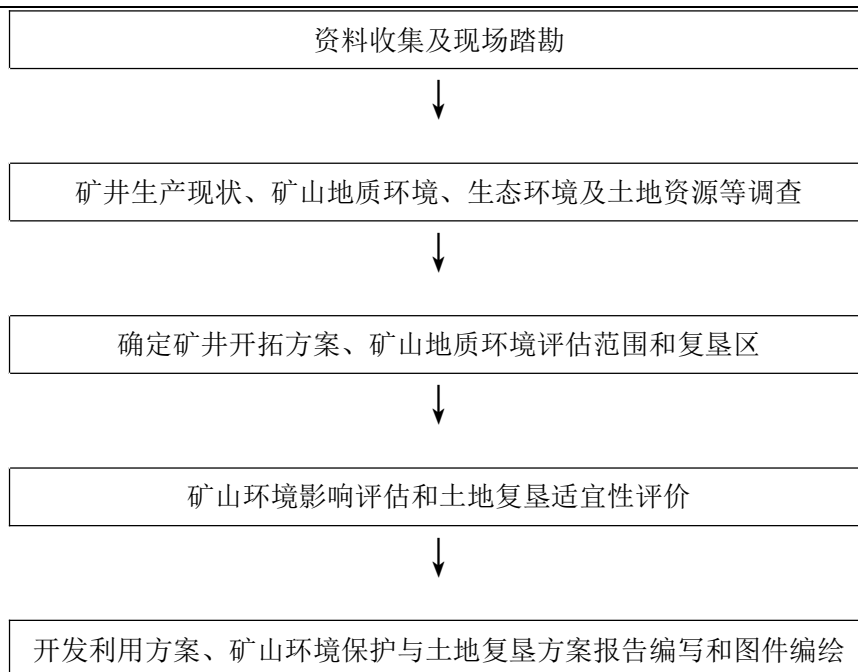 资料收集及现场踏勘
矿井生产现状、矿山地质环境、生态环境及土地资源等调查
确定矿井开拓方案、矿山地质环境评估范围和复垦区
矿山环境影响评估和土地复垦适宜性评价
开发利用方案、矿山环境保护与土地复垦方案报告编写和图件编绘